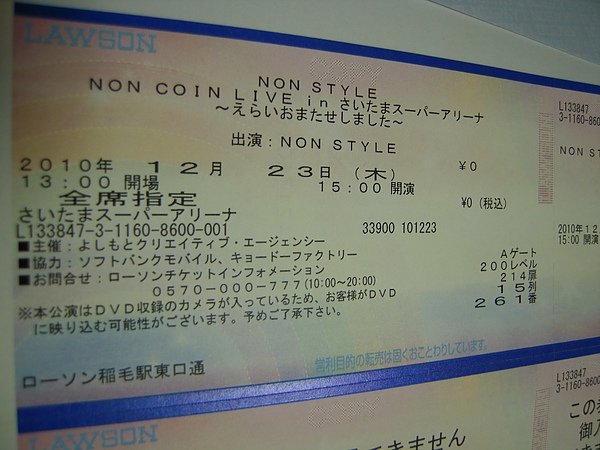 LAWSON
NON STYLE
NON COIN LIVE in さいたまスーパーアリーナ
～えらいおまたせしました～
出演：NON STYLE
2010年 12月 23日（木） ¥0
13：00 開場 15：00 開演
全席指定 ¥0（税込）
さいたまスーパーアリーナ
L133847-3-1160-8600-001 33900 101223
■主催：よしもとクリエイティブ・エージェンシー
■協力：ソフトバンクモバイル、キョードーファクトリー
■お問合せ：ローソンチケットインフォメーション
0570-000-777(10:00～20:00)
Aゲート
200レベル
214扉
15列
261番
※本公演はDVD収録のカメラが入っているため、お客様がDVD
に映り込む可能性がございます。予めご了承下さい。
営利目的の転売は固くおことわりしています。
ローソン稲毛駅東口通
L133847
3-1160-8600
NON ST
2010年12
15:00 開演
LAWSON
できません
L133847
3-1160-860
この
御入